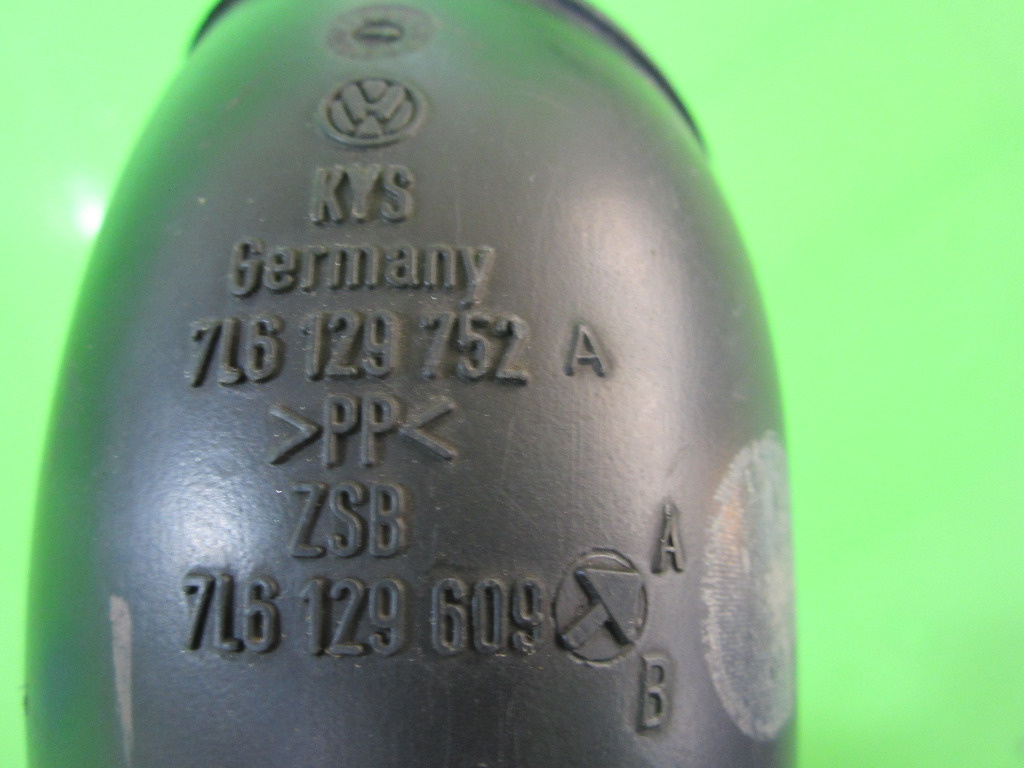 KYS
Germany
7L6 129 752 A
>PP<
ZSB
7L6 129 609
A
B